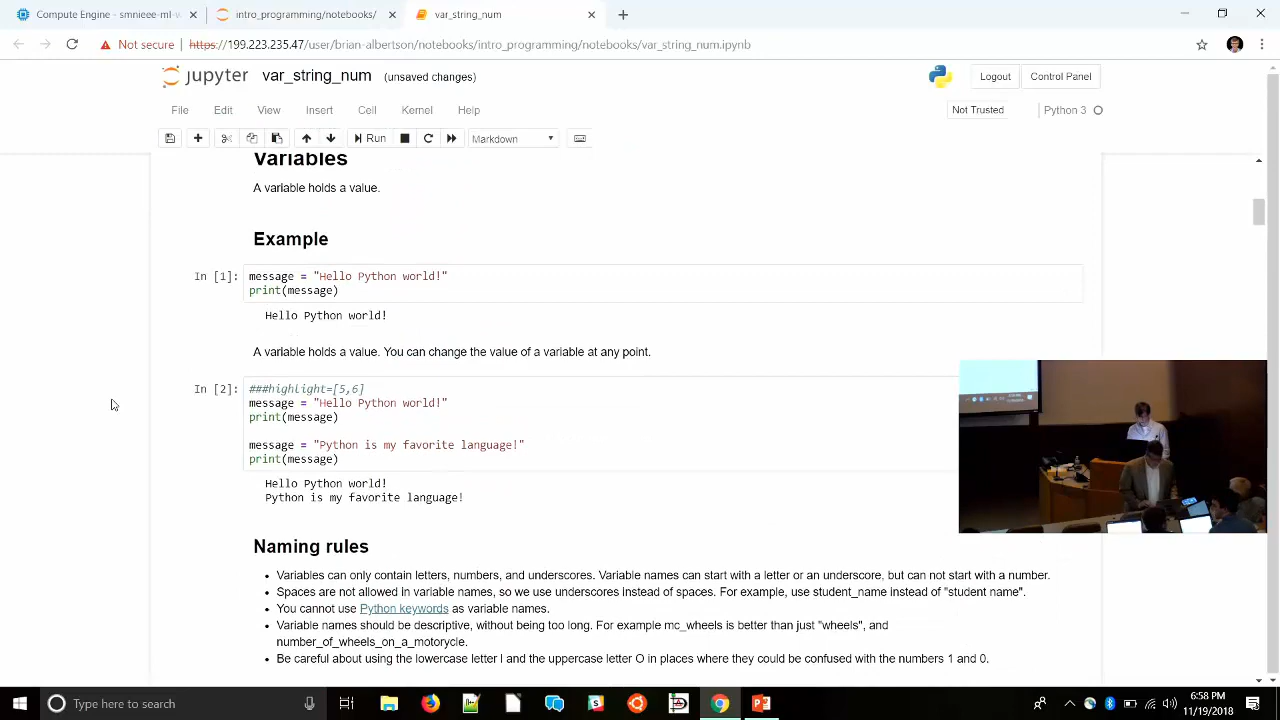 Compute Engine - smnieee-ml-v
intro_programming/notebooks/
var_string_num
Not secure
https://199.223.235.47/user/brian-albertson/notebooks/intro_programming/notebooks/var_string_num.ipynb
jupyter var_string_num (unsaved changes)
Logout
Control Panel
File Edit View Insert Cell Kernel Help
Not Trusted
Python 3
Run
Markdown
Variables
A variable holds a value.
Example
In [1]: message = "Hello Python world!"
print(message)
Hello Python world!
A variable holds a value. You can change the value of a variable at any point.
In [2]: ###highlight=[5,6]
message = "Hello Python world!"
print(message)
message = "Python is my favorite language!"
print(message)
Hello Python world!
Python is my favorite language!
Naming rules
• Variables can only contain letters, numbers, and underscores. Variable names can start with a letter or an underscore, but can not start with a number.
• Spaces are not allowed in variable names, so we use underscores instead of spaces. For example, use student_name instead of "student name".
• You cannot use Python keywords as variable names.
• Variable names should be descriptive, without being too long. For example mc_wheels is better than just "wheels", and
number_of_wheels_on_a_motorycle.
• Be careful about using the lowercase letter l and the uppercase letter O in places where they could be confused with the numbers 1 and 0.
Type here to search
6:58 PM
11/19/2018